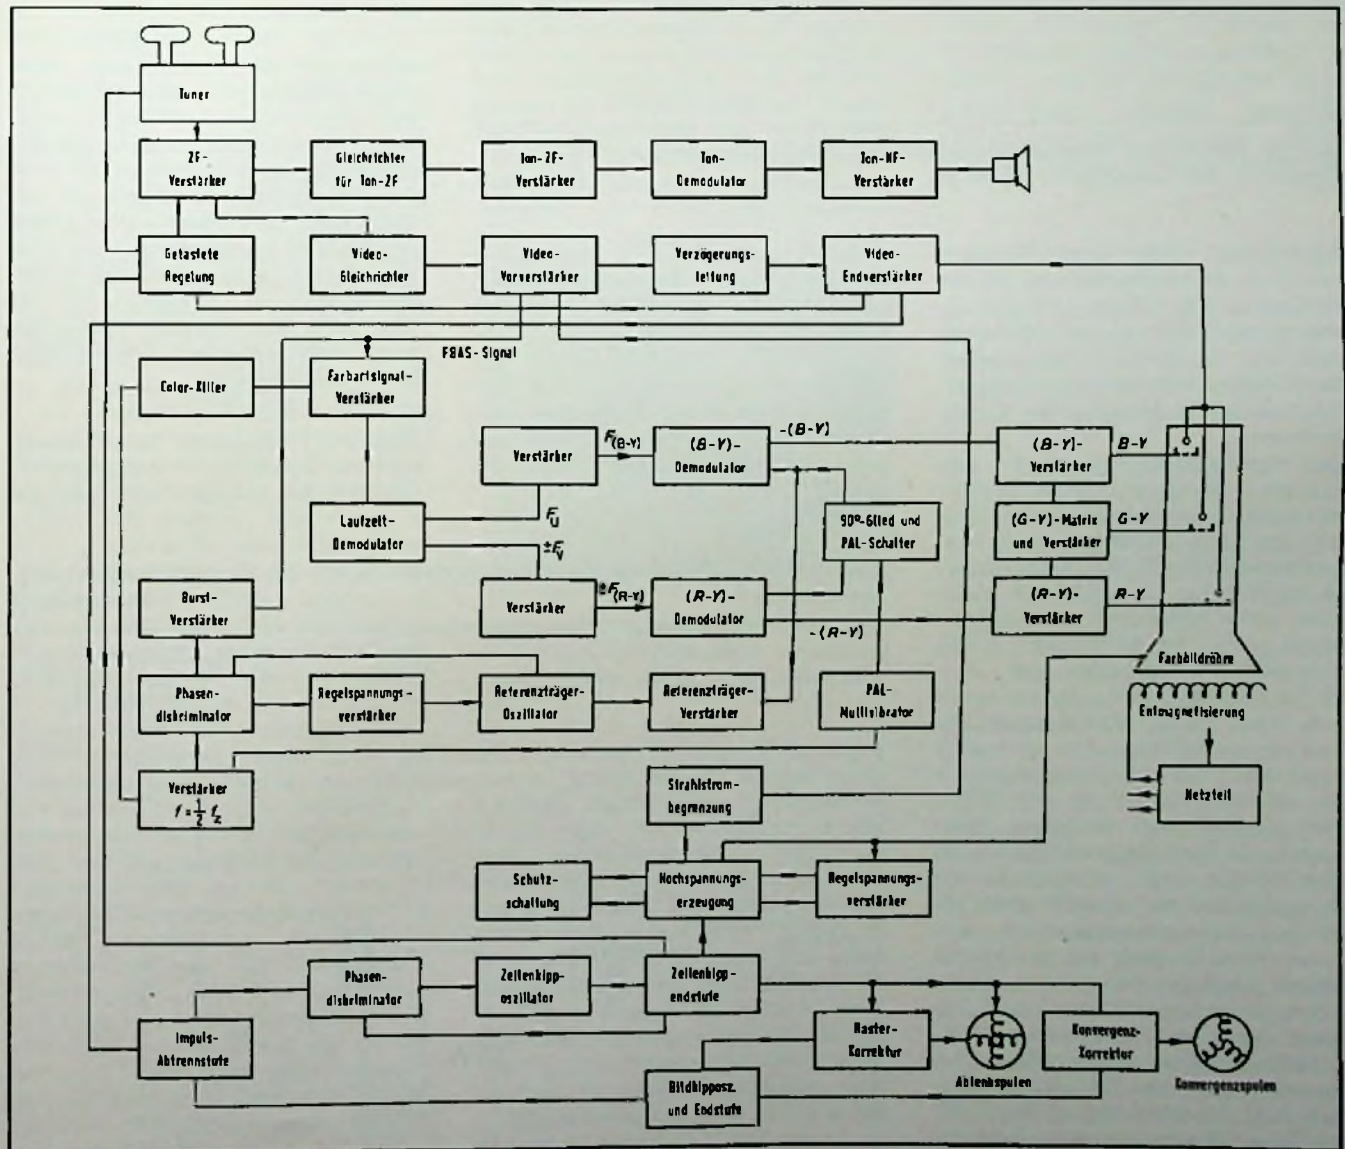 Tuner
ZF-
Verstärker
Gleichrichter
für Ton-ZF
Ton-ZF-
Verstärker
Ton-
Demodulator
Ton-NF-
Verstärker
Getastete
Regelung
Video-
Gleichrichter
Video-
Vorverstärker
Verzögerungs-
leitung
Video-
Endverstärker
FBAS-Signal
Color-Killer
Farbartsignal-
Verstärker
Verstärker
F(B-Y)
(B-Y)-
Demodulator
-(B-Y)
(B-Y)-
Verstärker
B-Y
Laufzeit-
Demodulator
FU
±FV
90°-Glied und
PAL-Schalter
(G-Y)-Matrix
und Verstärker
G-Y
Burst-
Verstärker
Verstärker
±F(R-Y)
(R-Y)-
Demodulator
-(R-Y)
(R-Y)-
Verstärker
R-Y
Farbbildröhre
Phasen-
diskriminator
Regelspannungs-
verstärker
Referenzträger-
Oszillator
Referenzträger-
Verstärker
PAL-
Multivibrator
Entmagnetisierung
Verstärker
f = 1/2 fz
Strahlstrom-
begrenzung
Netzteil
Schutz-
schaltung
Hochspannungs-
erzeugung
Regelspannungs-
verstärker
Phasen-
diskriminator
Zeilenkipp-
oszillator
Zeilenkipp-
endstufe
Impuls-
Abtrennstufe
Raster-
Korrektur
Ablenkspulen
Konvergenz-
Korrektur
Konvergenzspulen
Bildkipposz.
und Endstufe